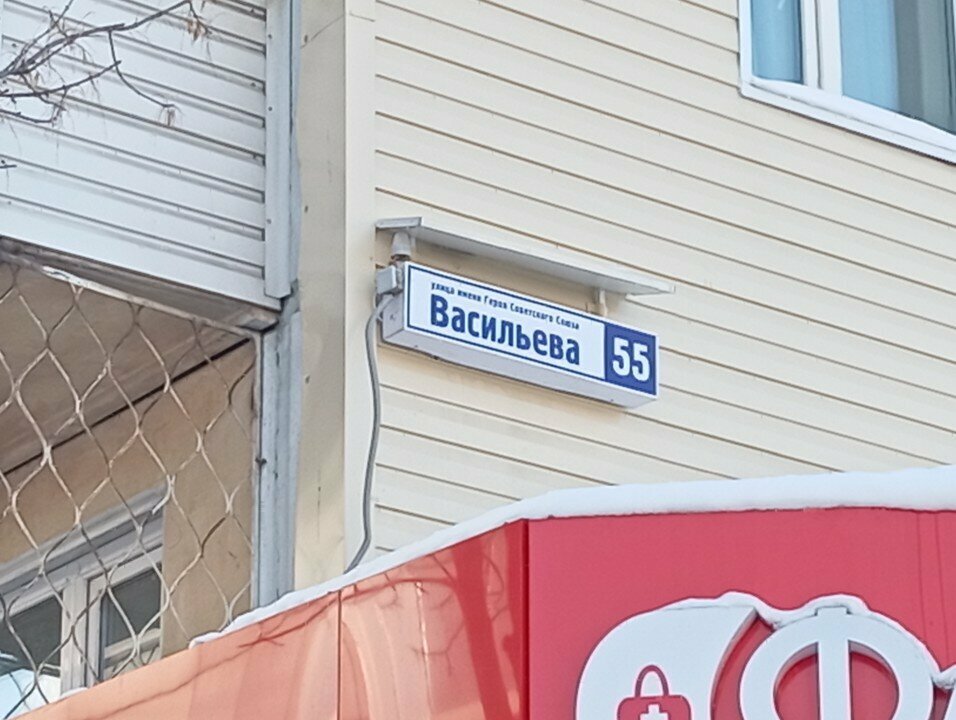 улица имени Героя Советского Союза
Васильева
55
Ф